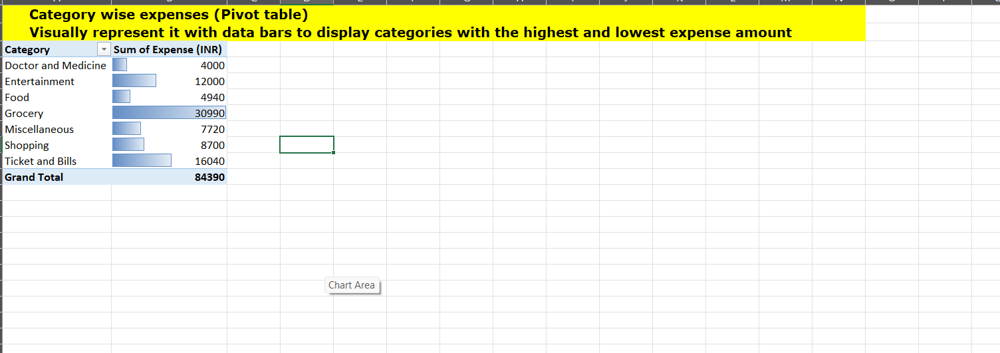 Category wise expenses (Pivot table)
Visually represent it with data bars to display categories with the highest and lowest expense amount
Category Sum of Expense (INR)
Doctor and Medicine 4000
Entertainment 12000
Food 4940
Grocery 30990
Miscellaneous 7720
Shopping 8700
Ticket and Bills 16040
Grand Total 84390
Chart Area